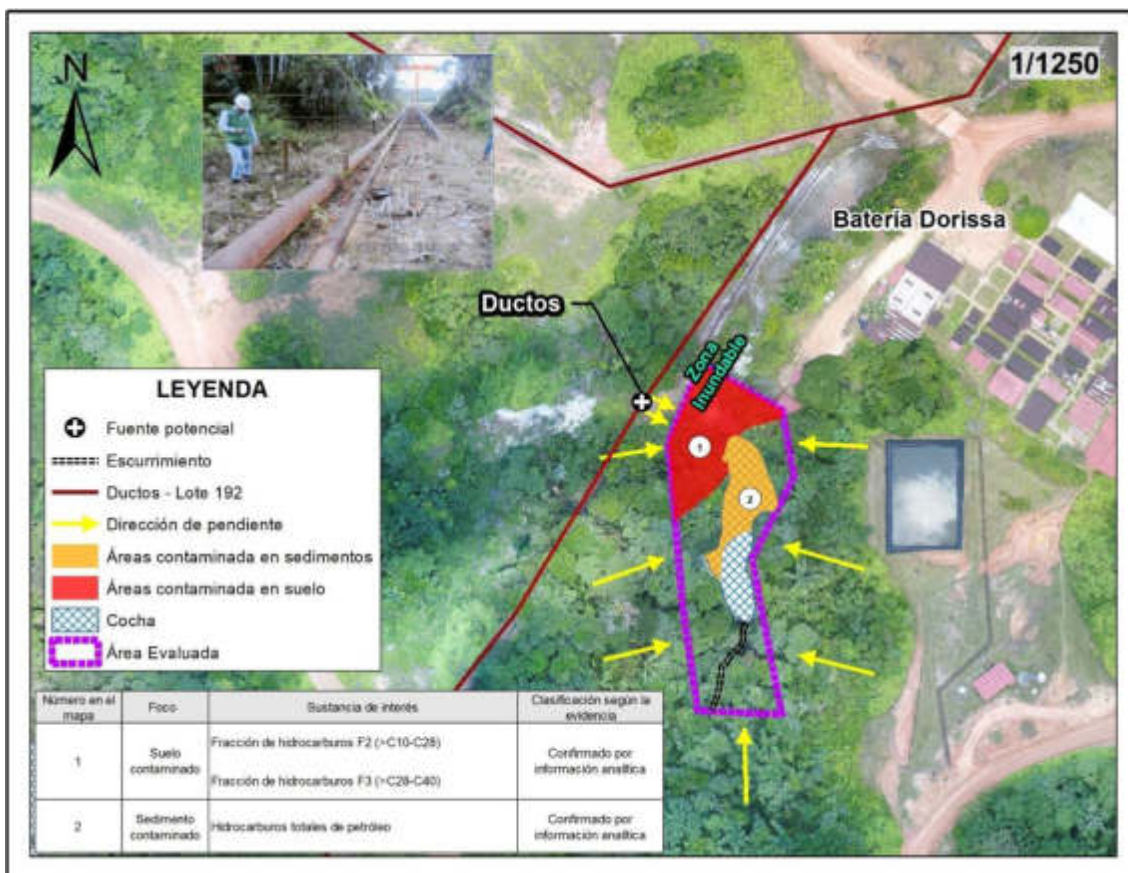 N
1/1250
Batería Dorissa
Ductos
Zona
Inundable
LEYENDA
Fuente potencial
Escurrimiento
Ductos - Lote 192
Dirección de pendiente
Áreas contaminada en sedimentos
Áreas contaminada en suelo
Cocha
Área Evaluada
1
2
Número en el mapa
Foco
Sustancia de interés
Clasificación según la evidencia
1
Suelo contaminado
Fracción de hidrocarburos F2 (>C10-C28)
Fracción de hidrocarburos F3 (>C28-C40)
Confirmado por información analítica
2
Sedimento contaminado
Hidrocarburos totales de petróleo
Confirmado por información analítica